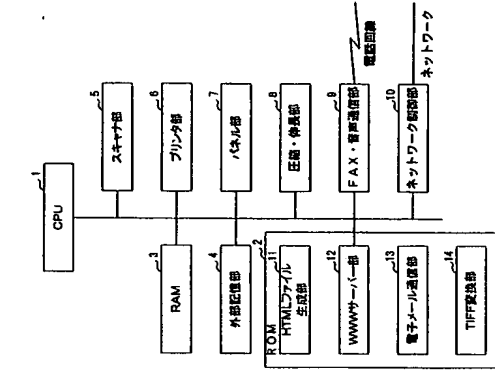 CPU
1
スキャナ部
5
プリンタ部
6
パネル部
7
圧縮・伸長部
8
FAX・音声通信部
9
電話回線
ネットワーク制御部
10
ネットワーク
RAM
3
外部記憶部
4
ROM
2
HTMLファイル
生成部
11
WWWサーバー部
12
電子メール通信部
13
TIFF変換部
14